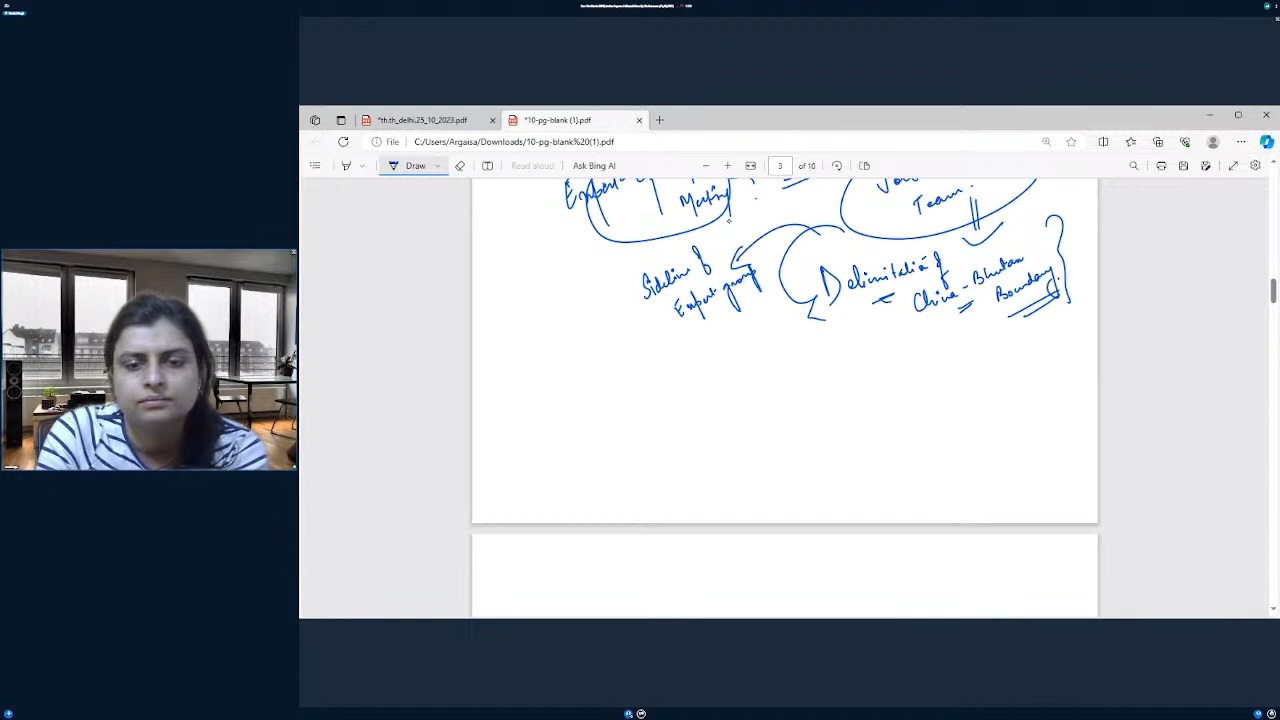 *th.th_delhi.25_10_2023.pdf
*10-pg-blank (1).pdf
File
C:/Users/Argaisa/Downloads/10-pg-blank%20(1).pdf
Draw
Read aloud
Ask Bing AI
3
of 10
Expert
Meeting
Team.
Sideline of
Expert group
Delimitatiá of
China - Bhutan
Boundary.